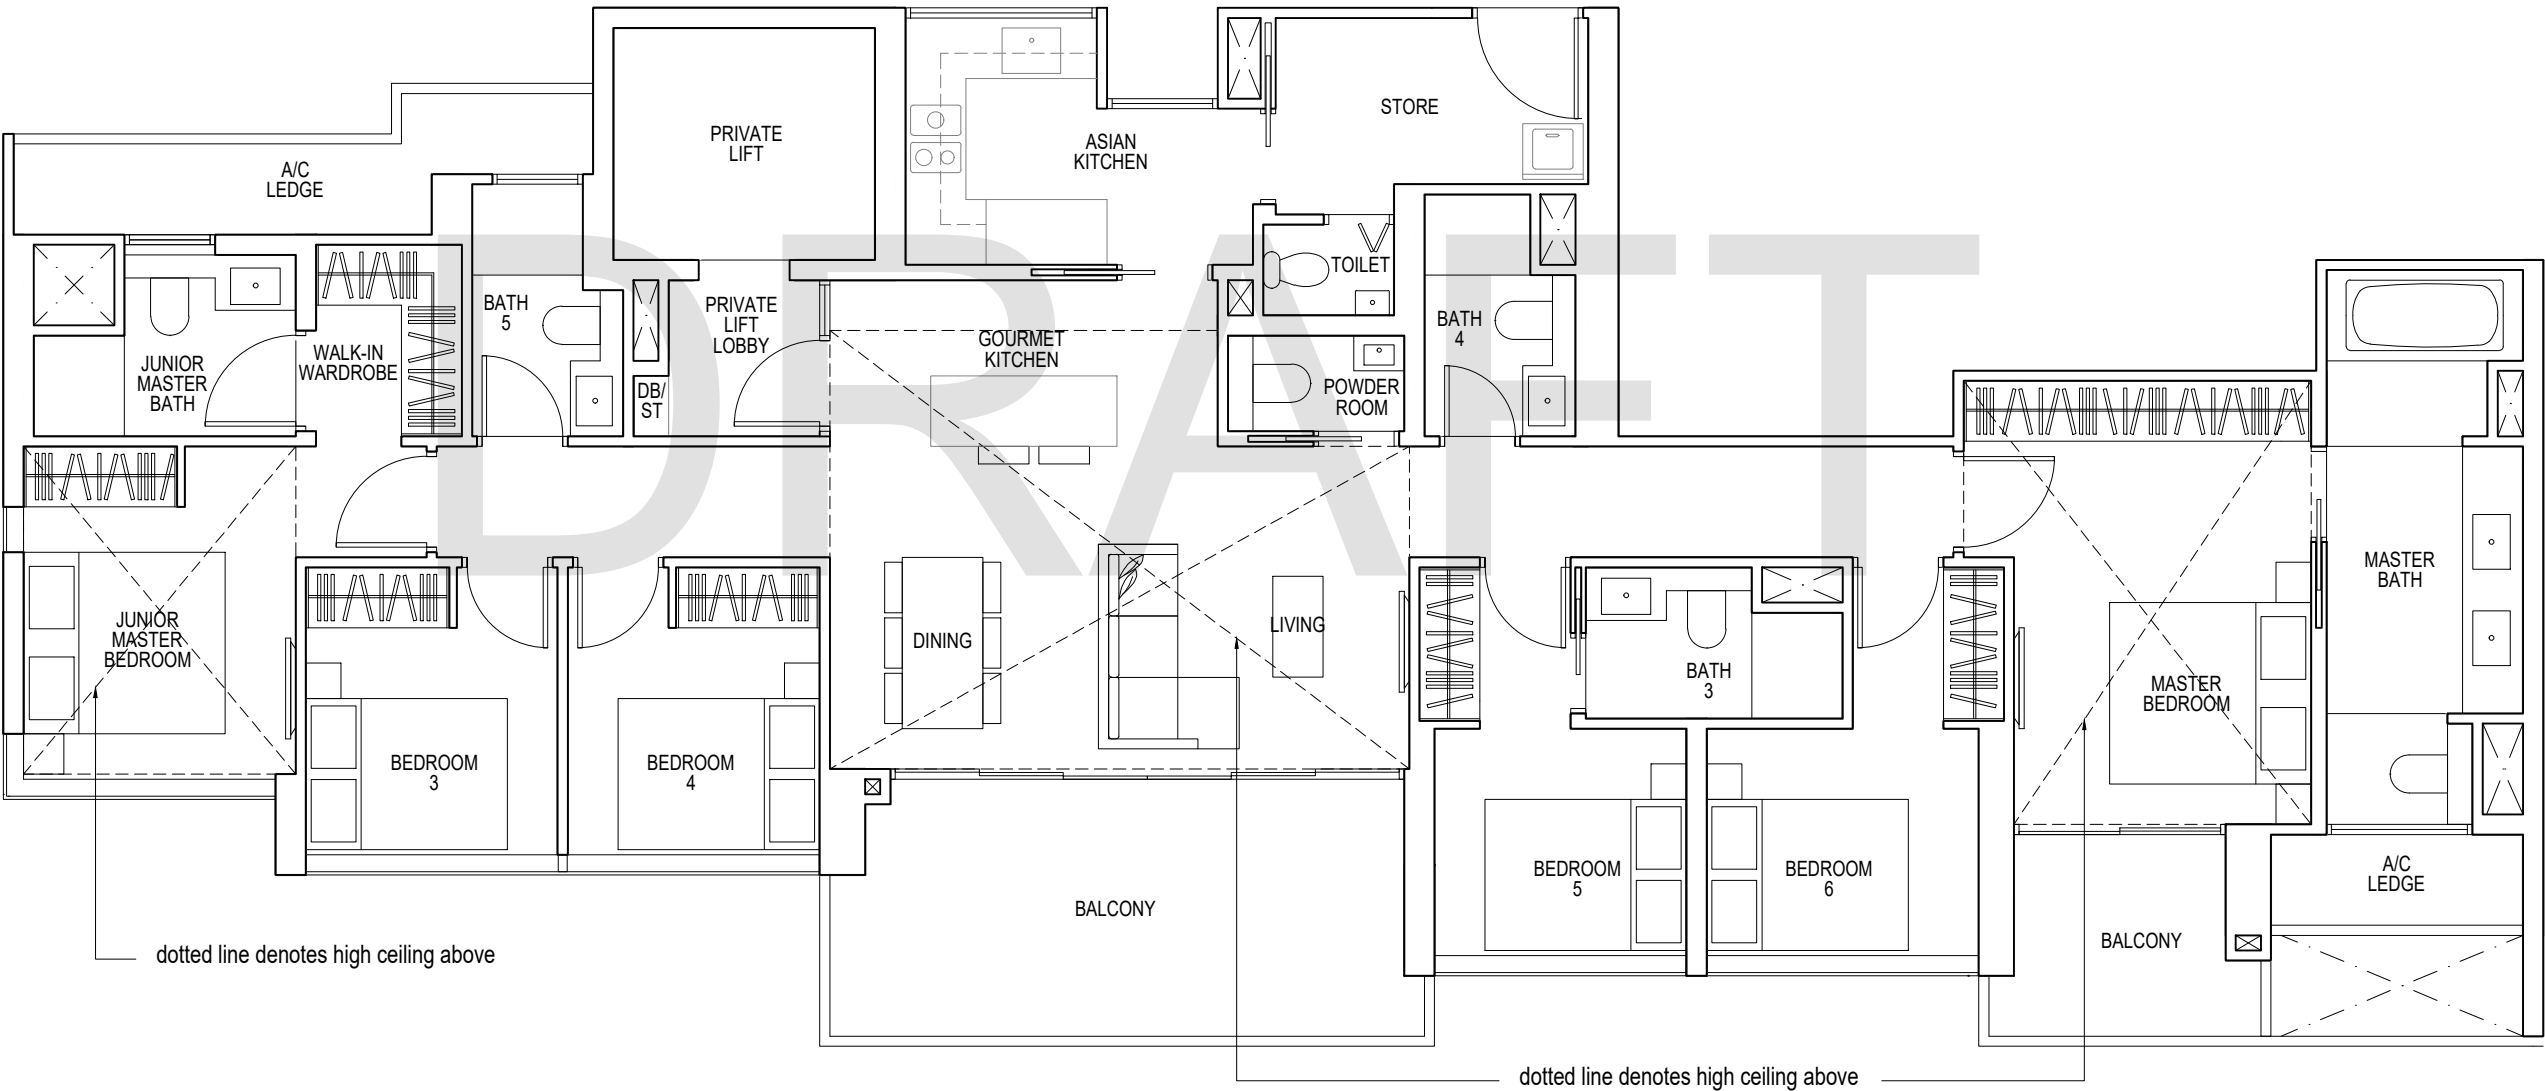 PRIVATE
LIFT
ASIAN
KITCHEN
STORE
A/C
LEDGE
TOILET
BATH
5
PRIVATE
LIFT
LOBBY
GOURMET
KITCHEN
BATH
4
JUNIOR
MASTER
BATH
WALK-IN
WARDROBE
DB/
ST
POWDER
ROOM
DRAFT
JUNIOR
MASTER
BEDROOM
DINING
LIVING
BATH
3
MASTER
BEDROOM
MASTER
BATH
BEDROOM
3
BEDROOM
4
BEDROOM
5
BEDROOM
6
A/C
LEDGE
BALCONY
BALCONY
dotted line denotes high ceiling above
dotted line denotes high ceiling above